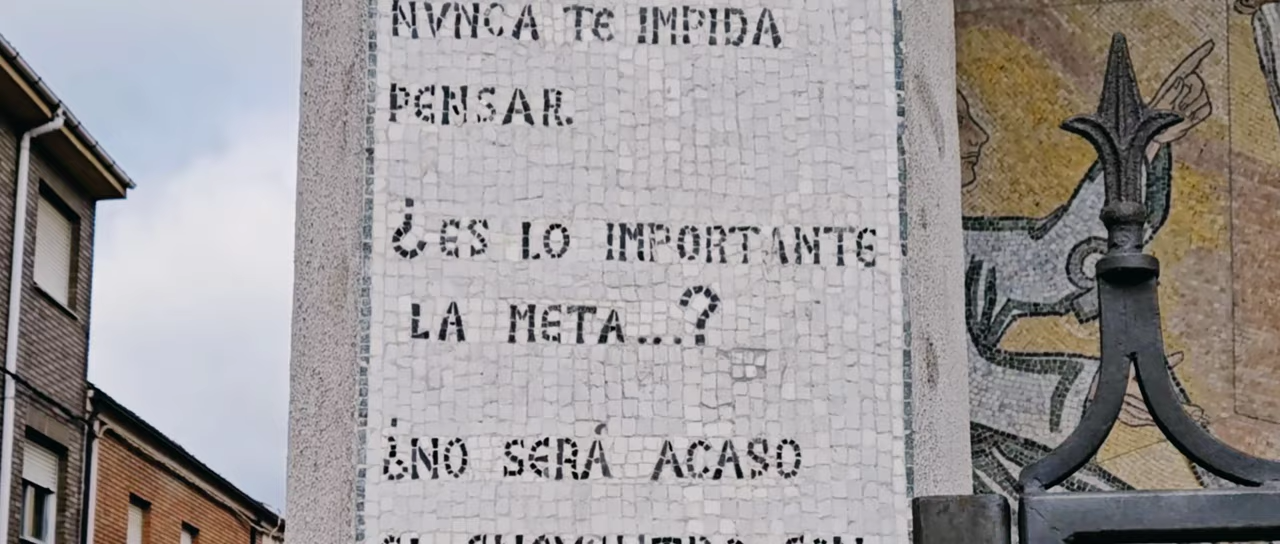 NVNCA TE IMPIDA
PENSAR.
¿ES LO IMPORTANTE
LA META...?
¿NO SERÁ ACASO